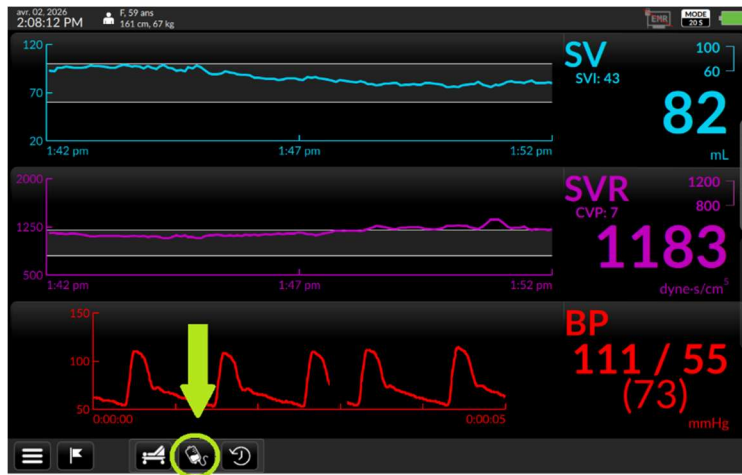 avr. 02, 2026
2:08:12 PM
F, 59 ans
161 cm, 67 kg
EMR
MODE
20 S
120
70
20
1:42 pm
1:47 pm
1:52 pm
SV
SVI: 43
100
60
82
mL
2000
1250
500
1:42 pm
1:47 pm
1:52 pm
SVR
CVP: 7
1200
800
1183
dyne-s/cm⁵
150
100
50
0:00:00
0:00:05
BP
111 / 55
(73)
mmHg